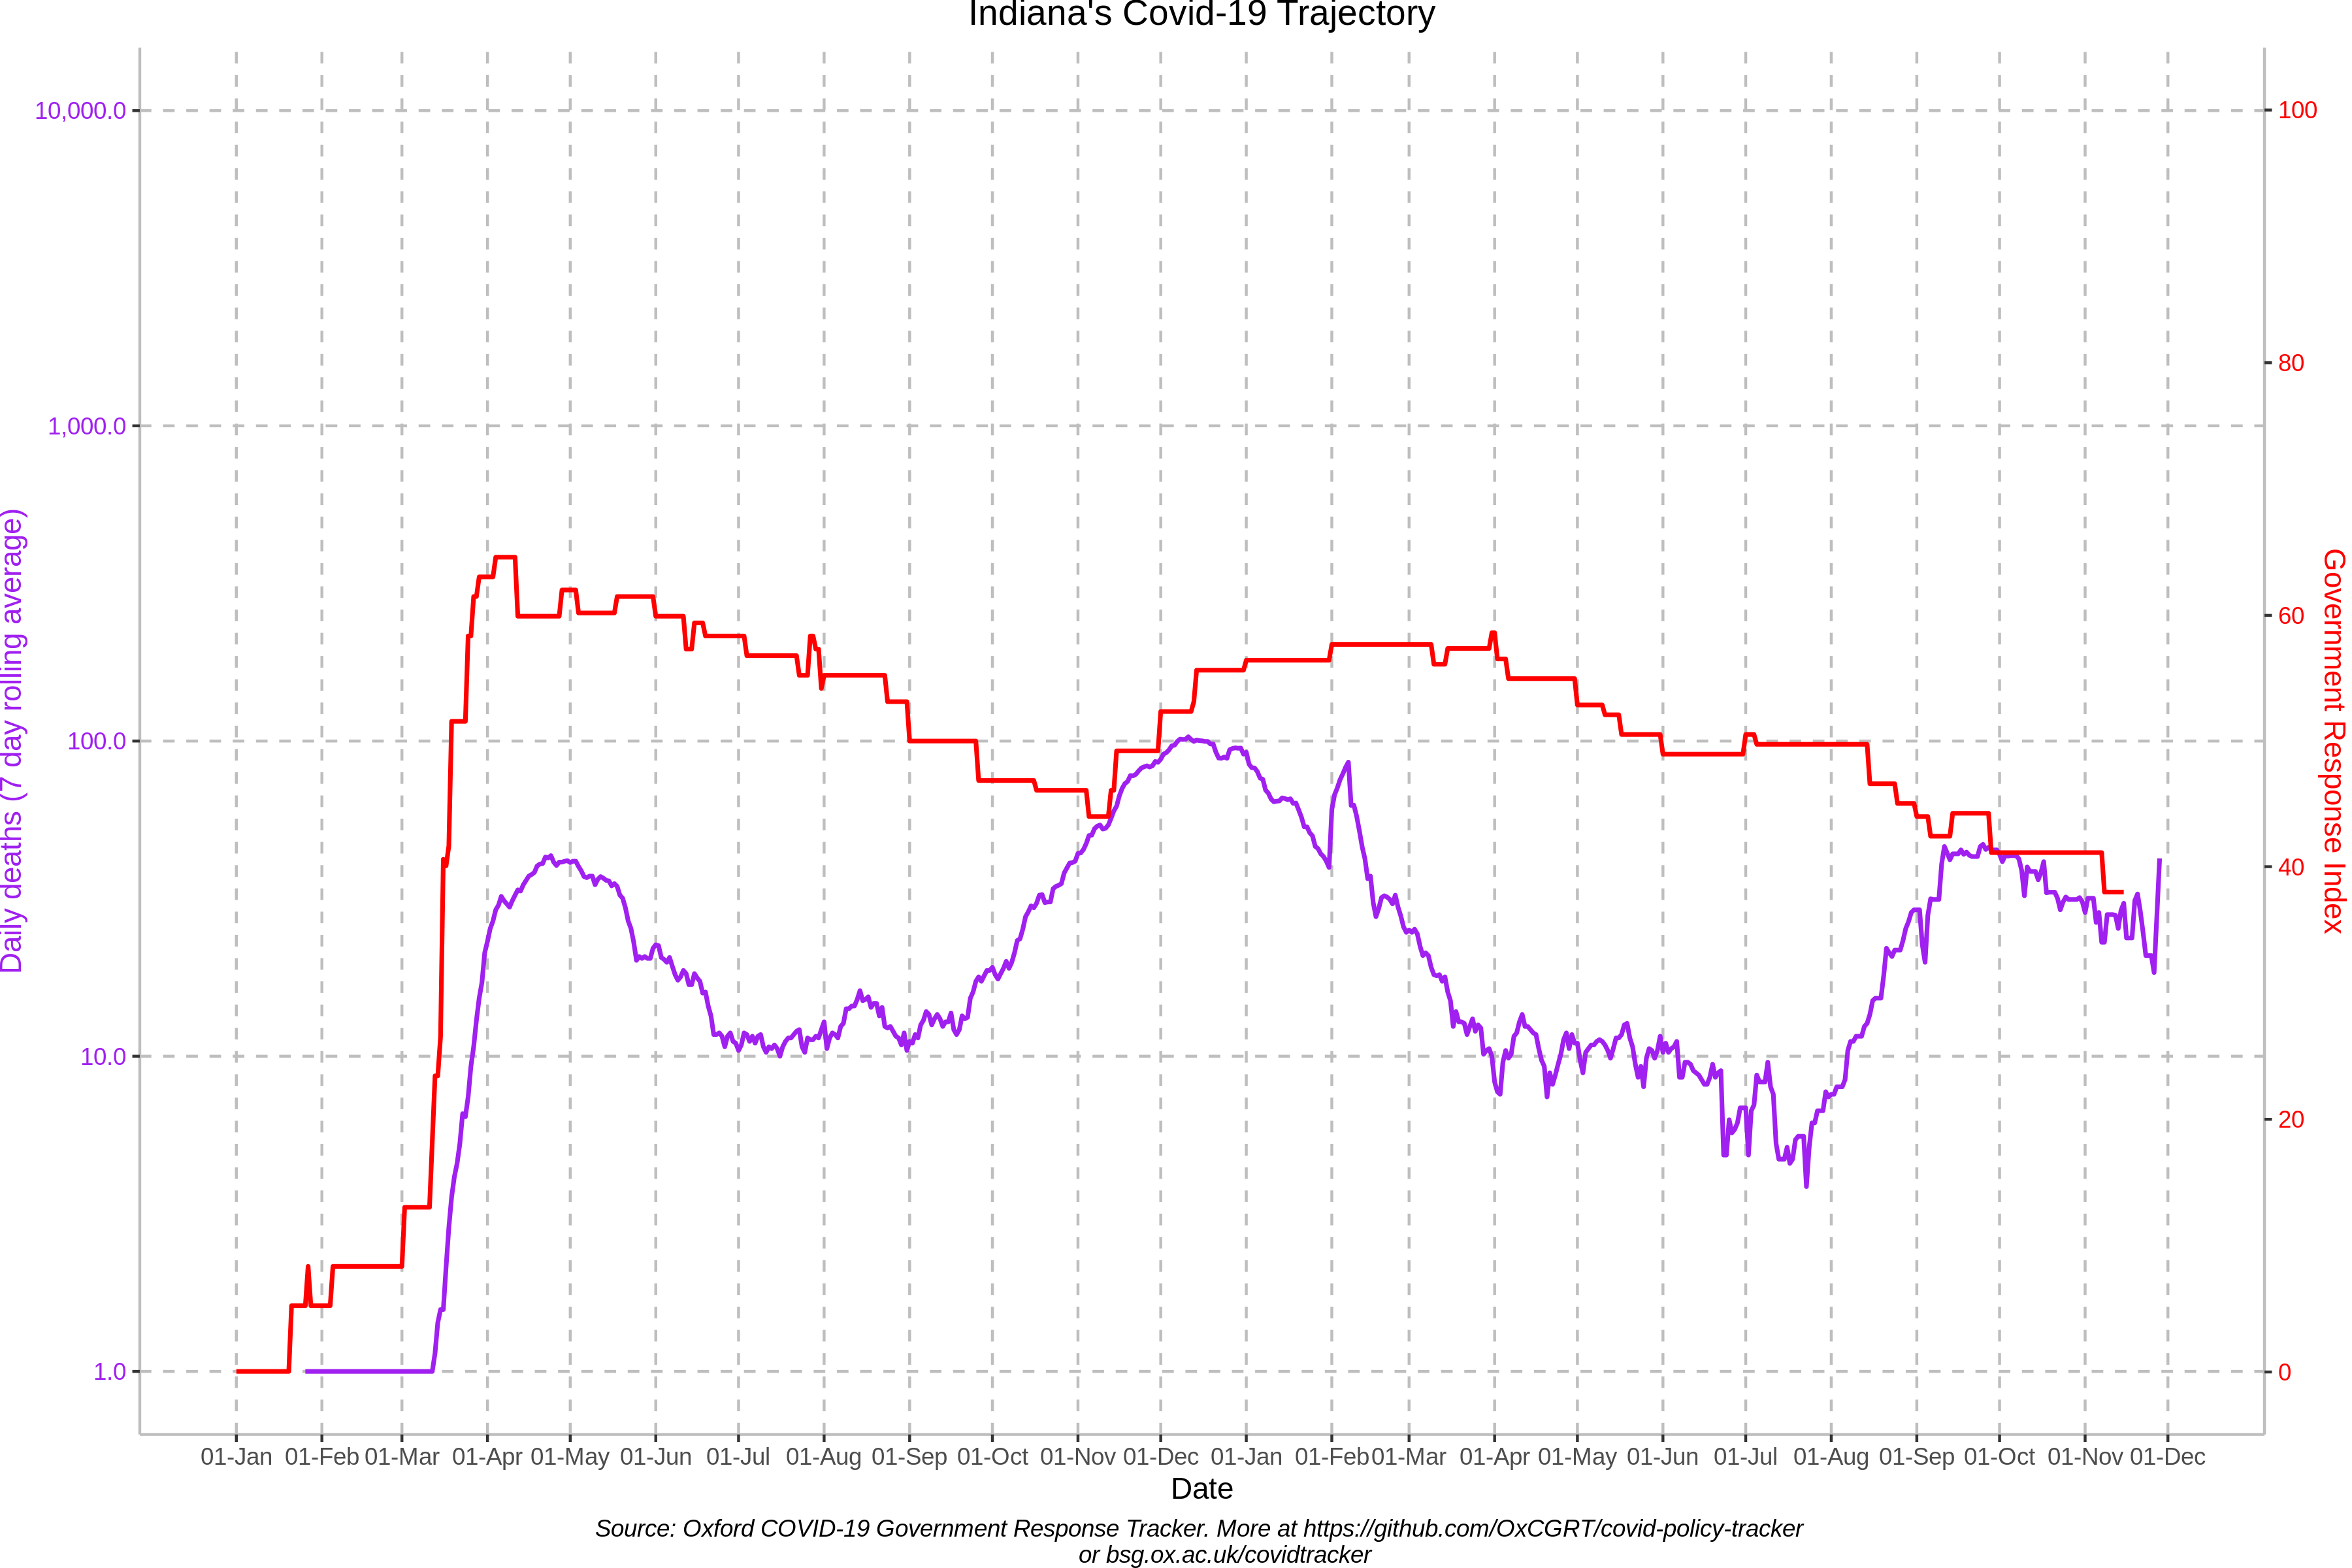 Indiana's Covid-19 Trajectory
10,000.0
1,000.0
100.0
10.0
1.0
Daily deaths (7 day rolling average)
100
80
60
40
20
0
Government Response Index
01-Jan 01-Feb 01-Mar 01-Apr 01-May 01-Jun 01-Jul 01-Aug 01-Sep 01-Oct 01-Nov 01-Dec 01-Jan 01-Feb 01-Mar 01-Apr 01-May 01-Jun 01-Jul 01-Aug 01-Sep 01-Oct 01-Nov 01-Dec
Date
Source: Oxford COVID-19 Government Response Tracker. More at https://github.com/OxCGRT/covid-policy-tracker
or bsg.ox.ac.uk/covidtracker